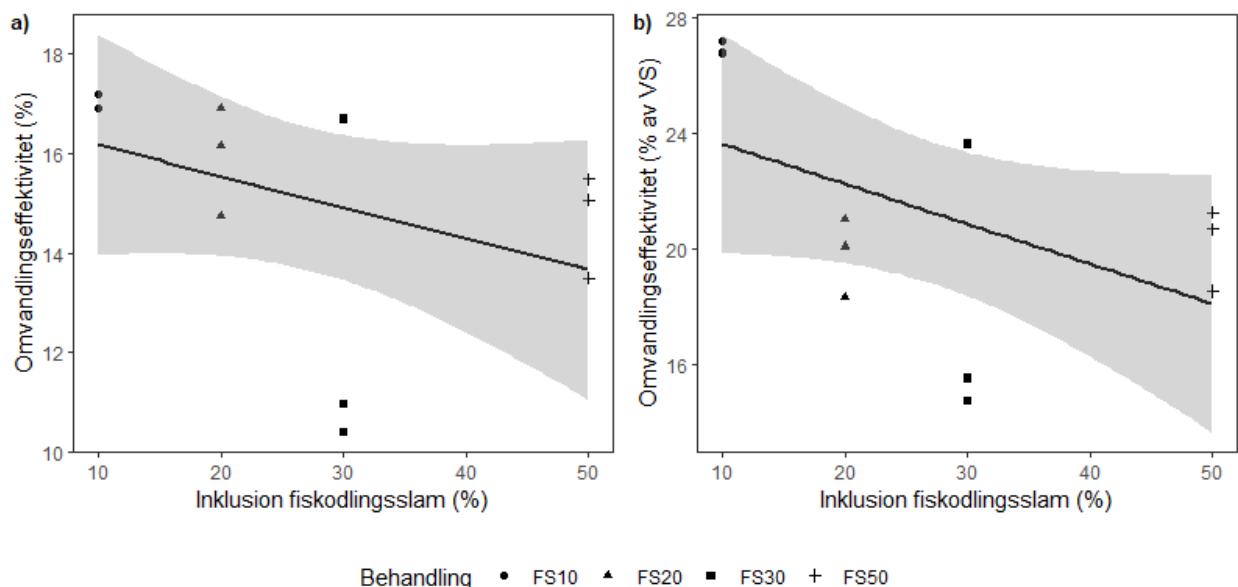 a)
18
16
14
12
10
Omvandlingseffektivitet (%)
10 20 30 40 50
Inklusion fiskodlingsslam (%)
b)
28
24
20
16
Omvandlingseffektivitet (% av VS)
10 20 30 40 50
Inklusion fiskodlingsslam (%)
Behandling FS10 FS20 FS30 FS50